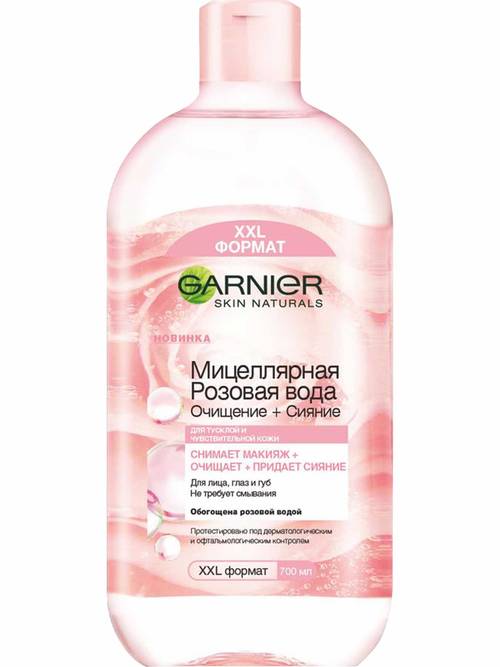 XXL
ФОРМАТ
GARNIER
SKIN NATURALS
НОВИНКА
Мицеллярная
Розовая вода
Очищение + Сияние
ДЛЯ ТУСКЛОЙ И
ЧУВСТВИТЕЛЬНОЙ КОЖИ
СНИМАЕТ МАКИЯЖ +
ОЧИЩАЕТ + ПРИДАЕТ СИЯНИЕ
Для лица, глаз и губ
Не требует смывания
Обогощена розовой водой
Протестировано под дерматологическим
и офтальмологическим контролем
XXL формат 700 мл